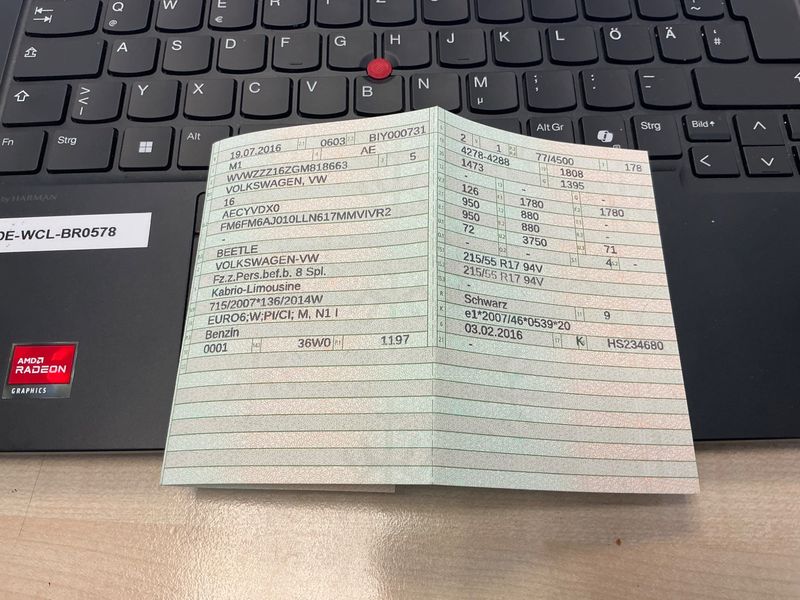 Q W E R T Z U I O P Ü
€
A S D F G H J K L Ö Ä #
> < | Y X C V B N M µ ; , : . _ -
Fn Strg Alt Alt Gr Strg Bild
by HARMAN
DE-WCL-BR0578
AMD
RADEON
GRAPHICS
19.07.2016 0603 BIY000731
M1 AE
WVWZZZ16ZGM818663 5
VOLKSWAGEN, VW
16
AECYVDX0
FM6FM6AJ010LLN617MMVIVR2
-
BEETLE
VOLKSWAGEN-VW
Fz.z.Pers.bef.b. 8 Spl.
Kabrio-Limousine
715/2007*136/2014W
EURO6;W;PI/CI; M, N1 I
Benzin
0001 36W0 1197
2 1 77/4500 178
4278-4288 1808
1473 1395
- - -
126 1780 -
950 880 1780
950 880 -
72 - 71
- 3750 4 -
215/55 R17 94V
215/55 R17 94V
-
Schwarz
e1*2007/46*0539*20 9
03.02.2016 K HS234680
-